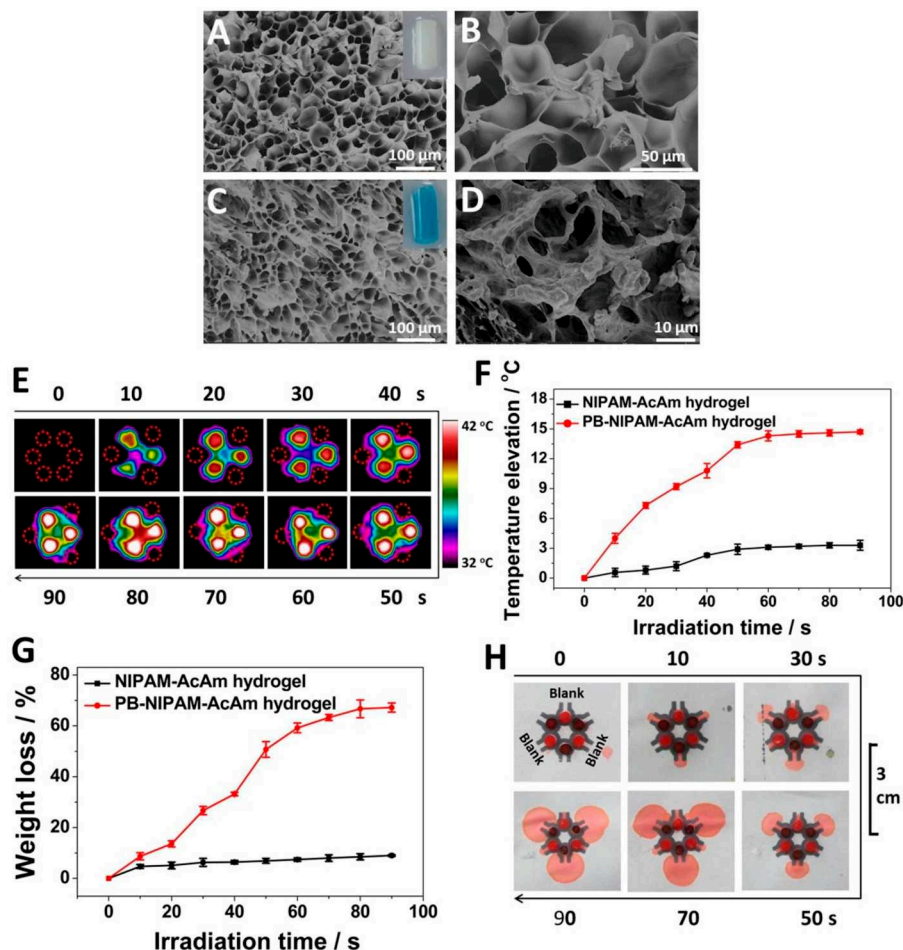 A
100 µm
B
50 µm
C
100 µm
D
10 µm
E
0 10 20 30 40 s
42 °C
32 °C
90 80 70 60 50 s
F
Temperature elevation / °C
NIPAM-AcAm hydrogel
PB-NIPAM-AcAm hydrogel
18
15
12
9
6
3
0
0 20 40 60 80 100
Irradiation time / s
G
Weight loss / %
NIPAM-AcAm hydrogel
PB-NIPAM-AcAm hydrogel
80
60
40
20
0
0 20 40 60 80 100
Irradiation time / s
H
0 10 30 s
Blank
Blank
Blank
3
cm
90 70 50 s